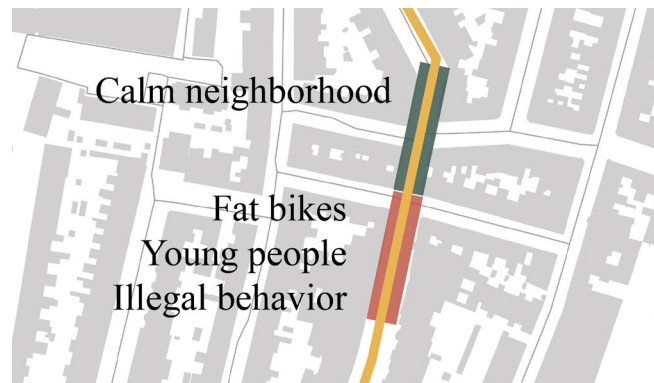 Calm neighborhood
Fat bikes
Young people
Illegal behavior